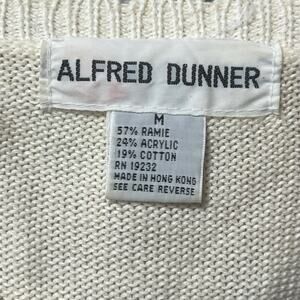 ALFRED DUNNER
M
57% RAMIE
24% ACRYLIC
19% COTTON
RN 19232
MADE IN HONG KONG
SEE CARE REVERSE